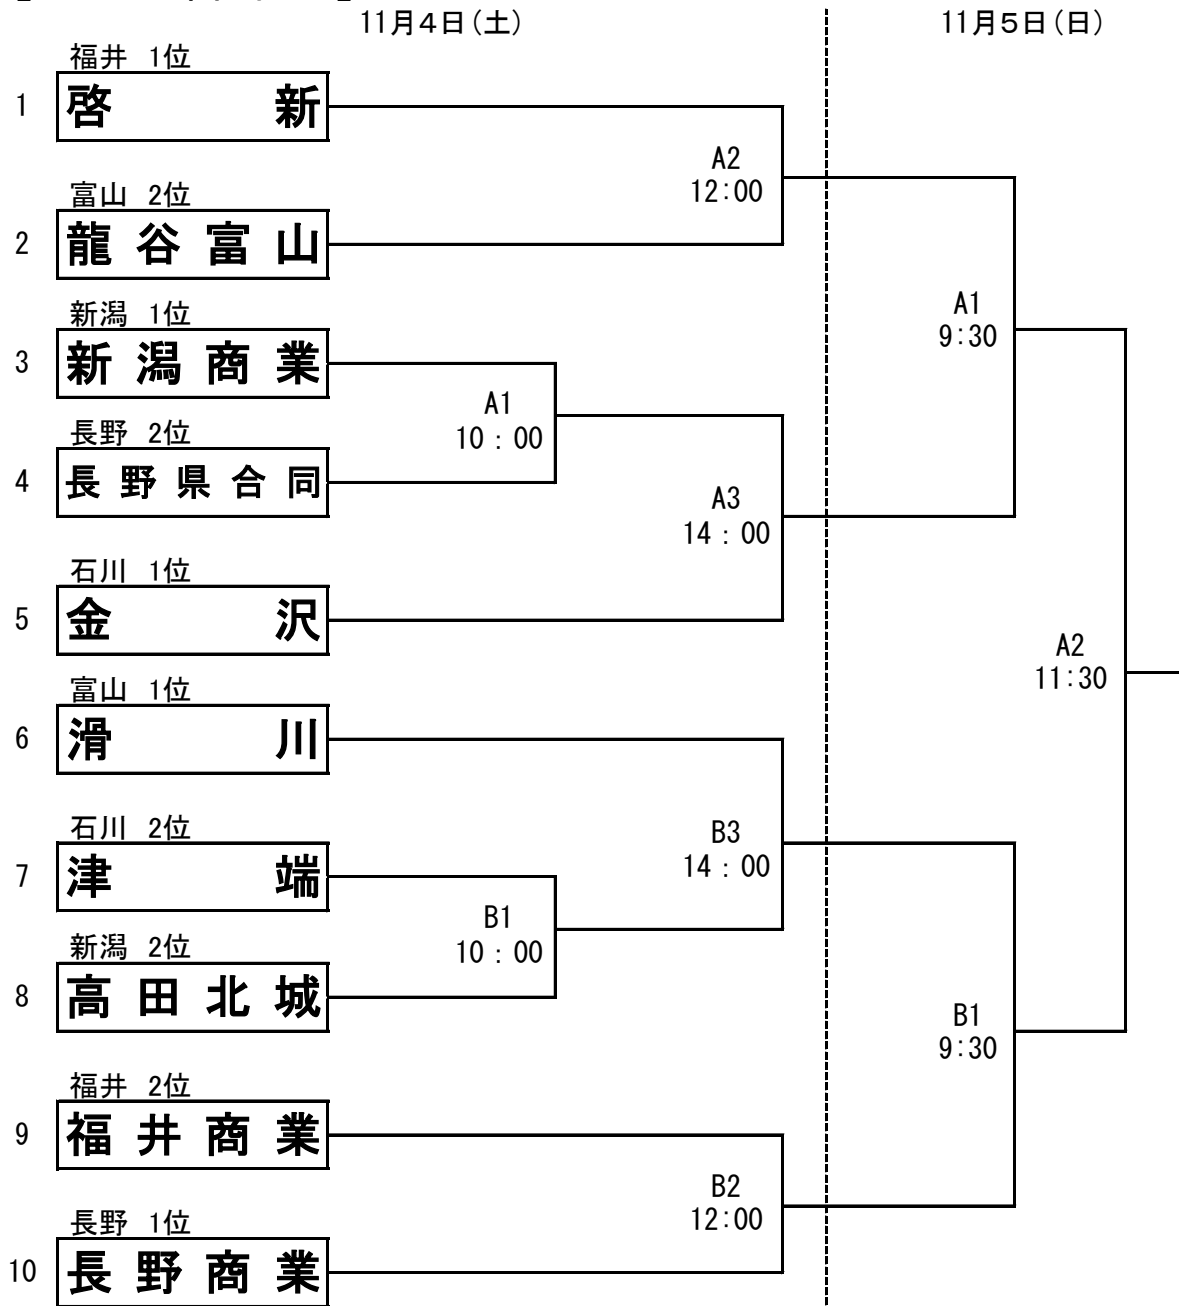 11月4日(土)
11月5日(日)
福井 1位
1 啓新
富山 2位
2 龍谷富山
新潟 1位
3 新潟商業
長野 2位
4 長野県合同
石川 1位
5 金沢
富山 1位
6 滑川
石川 2位
7 津端
新潟 2位
8 高田北城
福井 2位
9 福井商業
長野 1位
10 長野商業
A2
12:00
A1
10:00
A3
14:00
B3
14:00
B1
10:00
B2
12:00
A1
9:30
B1
9:30
A2
11:30